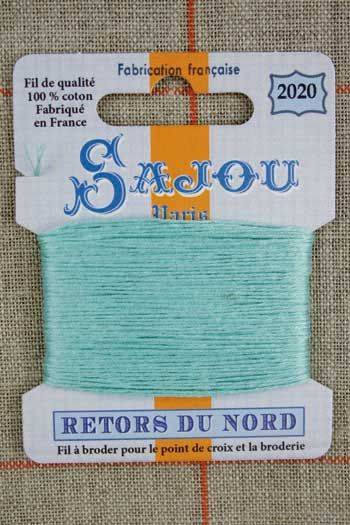 Fabrication française
Fil de qualité
100 % coton
Fabriqué
en France
2020
SAJOU
Paris
RETORS DU NORD
Fil à broder pour le point de croix et la broderie